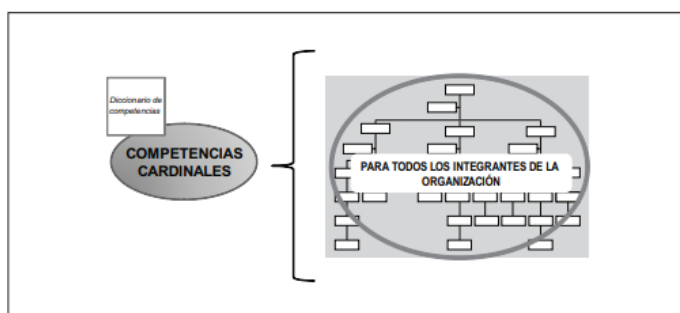 Diccionario de
competencias
COMPETENCIAS
CARDINALES
PARA TODOS LOS INTEGRANTES DE LA
ORGANIZACIÓN